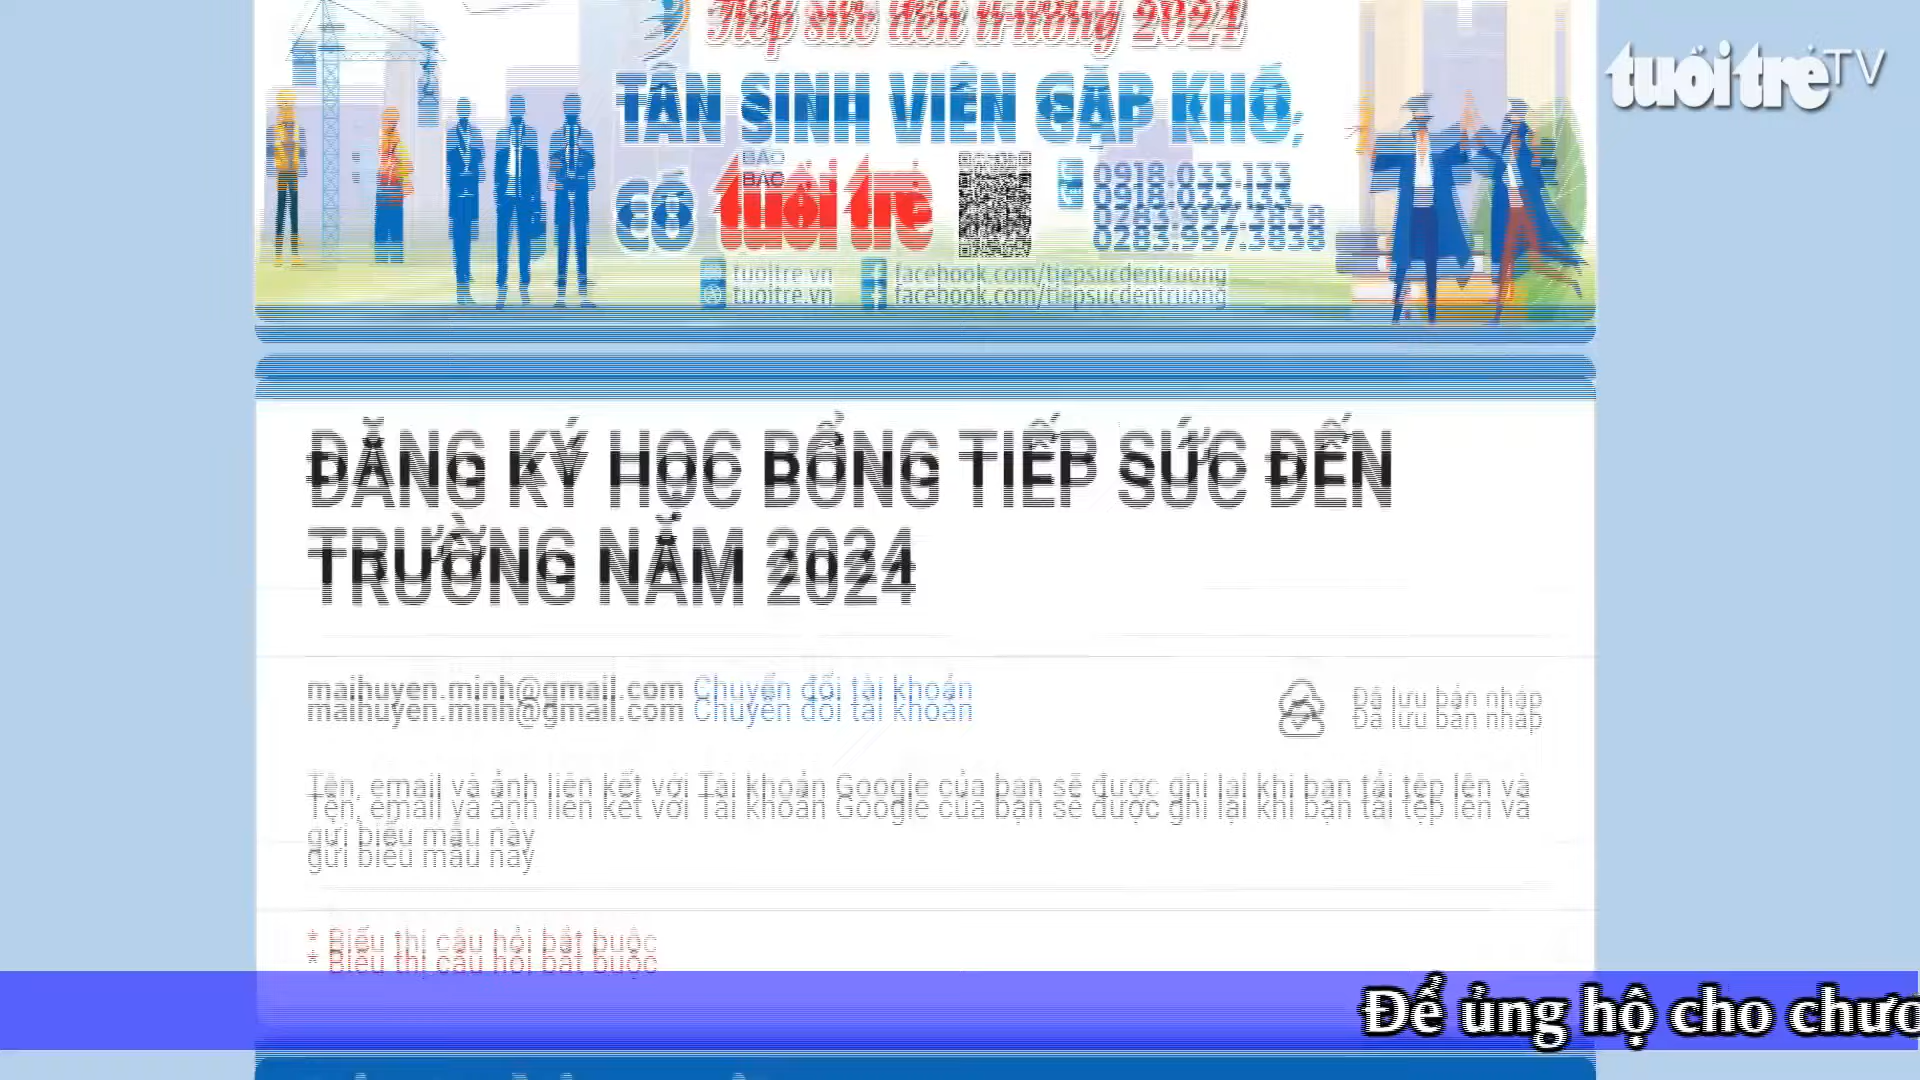 Tiếp sức đến trường 2024
tuổi trẻ TV
TÂN SINH VIÊN GẶP KHÓ,
CÓ BÁO tuổi trẻ
0918.033.133
0283.997.3838
tuoitre.vn facebook.com/tiepsucdentruong
ĐĂNG KÝ HỌC BỔNG TIẾP SỨC ĐẾN
TRƯỜNG NĂM 2024
maihuyen.minh@gmail.com Chuyển đổi tài khoản
Đã lưu bản nháp
Tên, email và ảnh liên kết với Tài khoản Google của bạn sẽ được ghi lại khi bạn tải tệp lên và
gửi biểu mẫu này
* Biểu thị câu hỏi bắt buộc
Để ủng hộ cho chươ